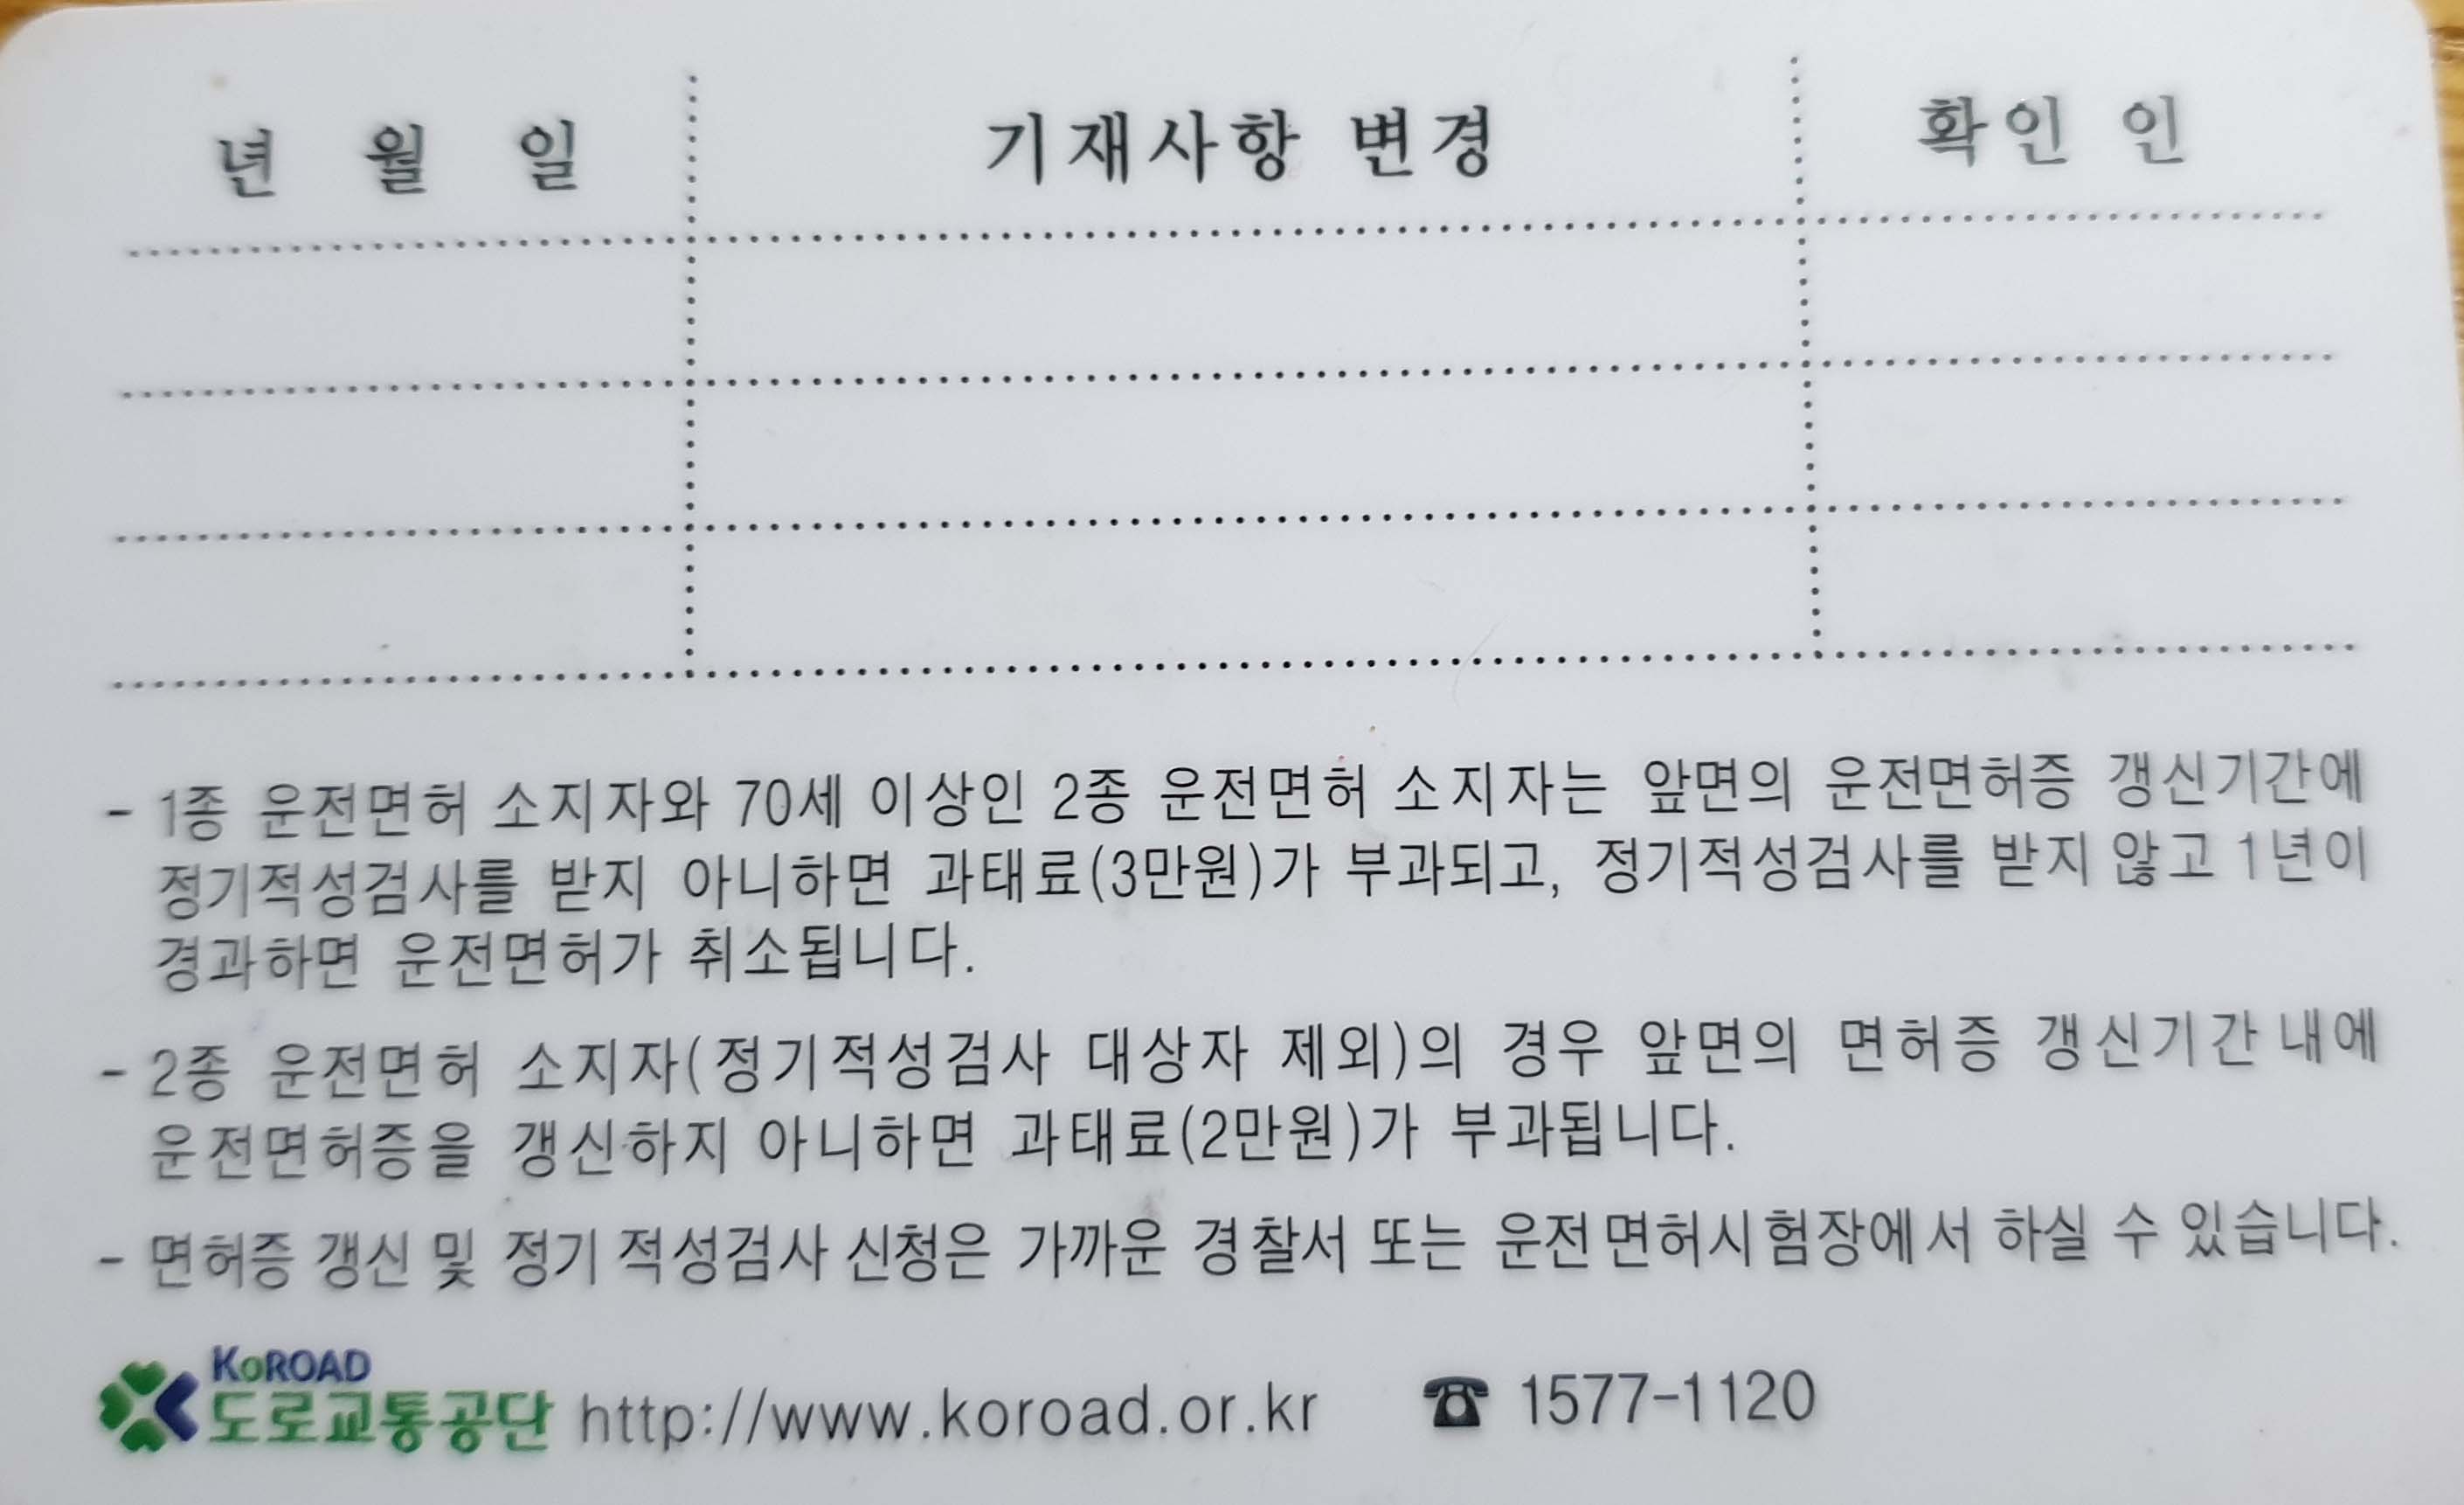 년 월 일 기재사항 변경 확인 인
- 1종 운전면허 소지자와 70세 이상인 2종 운전면허 소지자는 앞면의 운전면허증 갱신기간에
정기적성검사를 받지 아니하면 과태료(3만원)가 부과되고, 정기적성검사를 받지 않고 1년이
경과하면 운전면허가 취소됩니다.
- 2종 운전면허 소지자(정기적성검사 대상자 제외)의 경우 앞면의 면허증 갱신기간 내에
운전면허증을 갱신하지 아니하면 과태료(2만원)가 부과됩니다.
- 면허증 갱신 및 정기 적성검사 신청은 가까운 경찰서 또는 운전면허시험장에서 하실 수 있습니다.
KoROAD
도로교통공단 http://www.koroad.or.kr ☎ 1577-1120